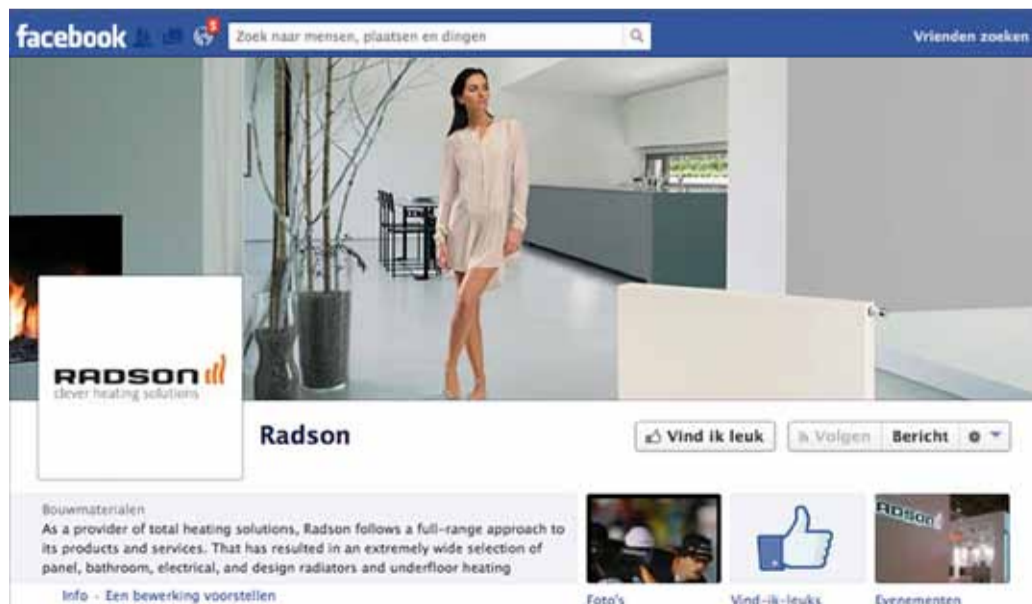 facebook
5
Zoek naar mensen, plaatsen en dingen
Vrienden zoeken
RADSON
clever heating solutions
Radson
Vind ik leuk
Volgen
Bericht
Bouwmaterialen
As a provider of total heating solutions, Radson follows a full-range approach to
its products and services. That has resulted in an extremely wide selection of
panel, bathroom, electrical, and design radiators and underfloor heating
Info - Een bewerking voorstellen
RADSON
Foto's
Vind-ik-leuks
Evenementen